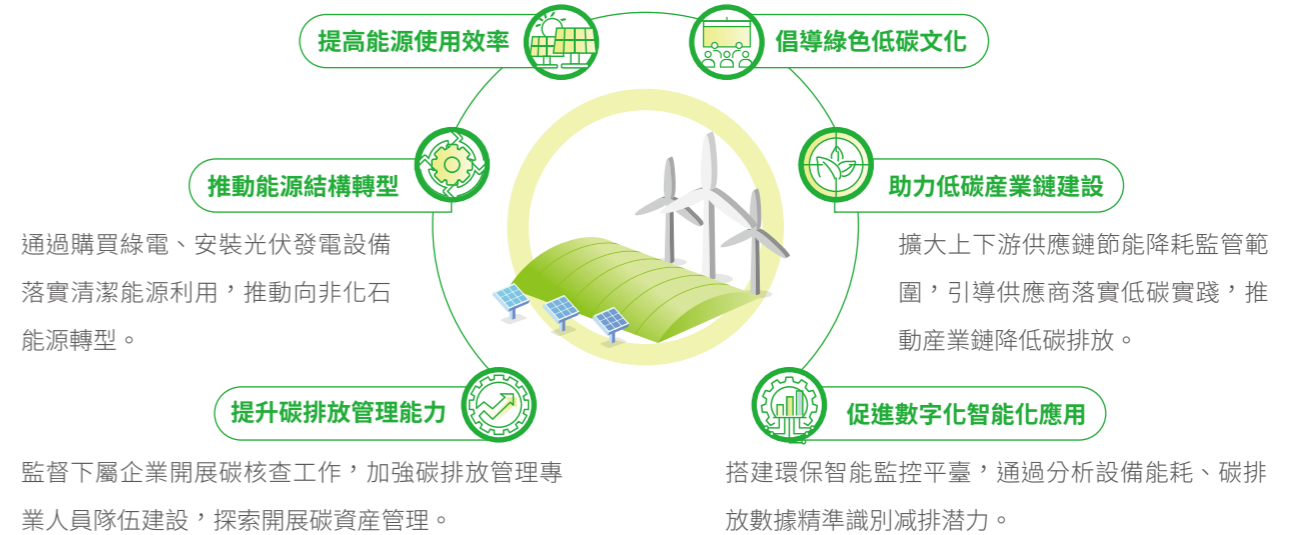 提高能源使用效率
倡導綠色低碳文化
推動能源結構轉型
通過購買綠電、安裝光伏發電設備
落實清潔能源利用，推動向非化石
能源轉型。
助力低碳産業鏈建設
擴大上下游供應鏈節能降耗監管範
圍，引導供應商落實低碳實踐，推
動産業鏈降低碳排放。
提升碳排放管理能力
監督下屬企業開展碳核查工作，加強碳排放管理專
業人員隊伍建設，探索開展碳資産管理。
促進數字化智能化應用
搭建環保智能監控平臺，通過分析設備能耗、碳排
放數據精準識別减排潜力。